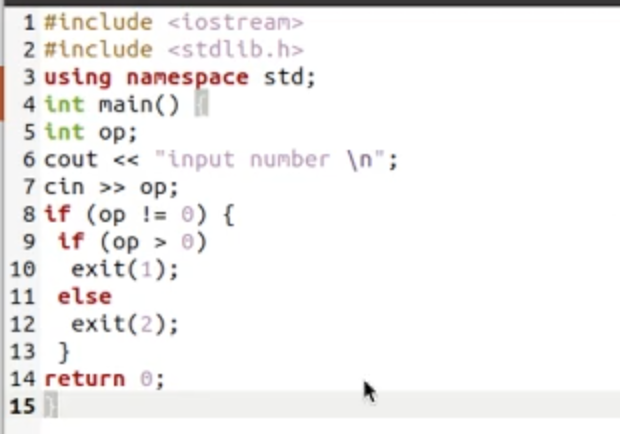 1 #include <iostream>
2 #include <stdlib.h>
3 using namespace std;
4 int main() {
5 int op;
6 cout << "input number \n";
7 cin >> op;
8 if (op != 0) {
9  if (op > 0)
10   exit(1);
11  else
12   exit(2);
13  }
14 return 0;
15 }